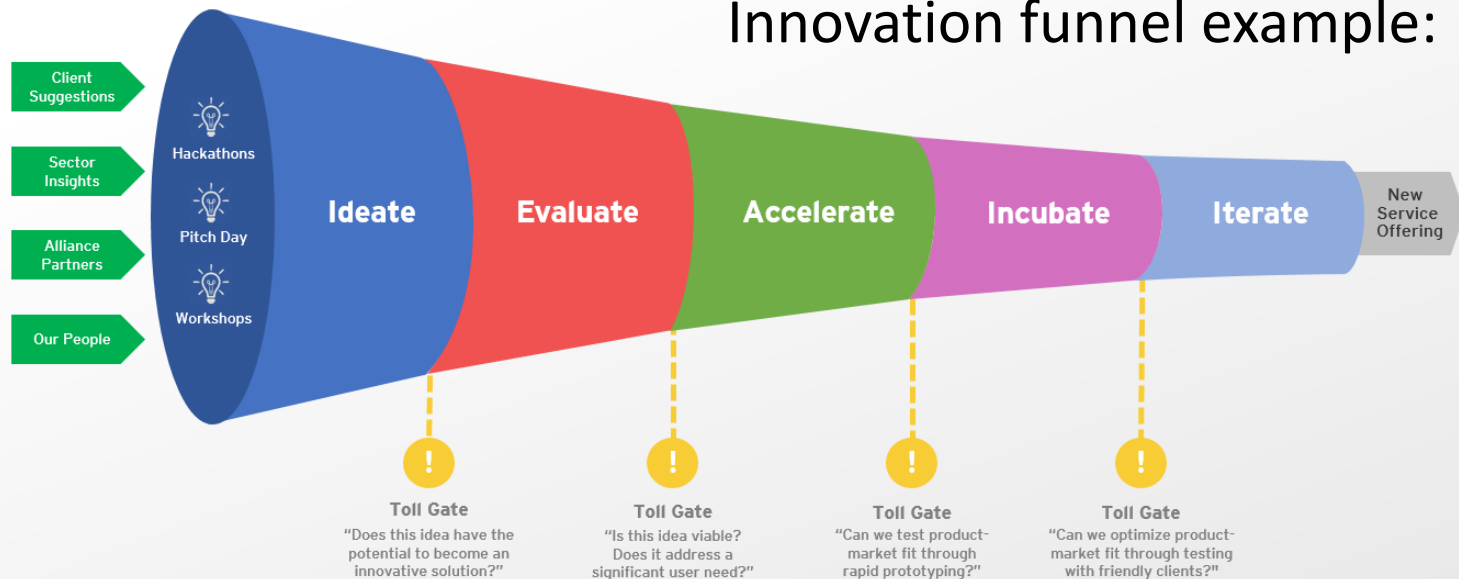 Innovation funnel example:
Client
Suggestions
Sector
Insights
Alliance
Partners
Our People
Hackathons
Pitch Day
Workshops
Ideate
Evaluate
Accelerate
Incubate
Iterate
New
Service
Offering
!
Toll Gate
“Does this idea have the
potential to become an
innovative solution?”
!
Toll Gate
“Is this idea viable?
Does it address a
significant user need?”
!
Toll Gate
“Can we test product-
market fit through
rapid prototyping?”
!
Toll Gate
“Can we optimize product-
market fit through testing
with friendly clients?"